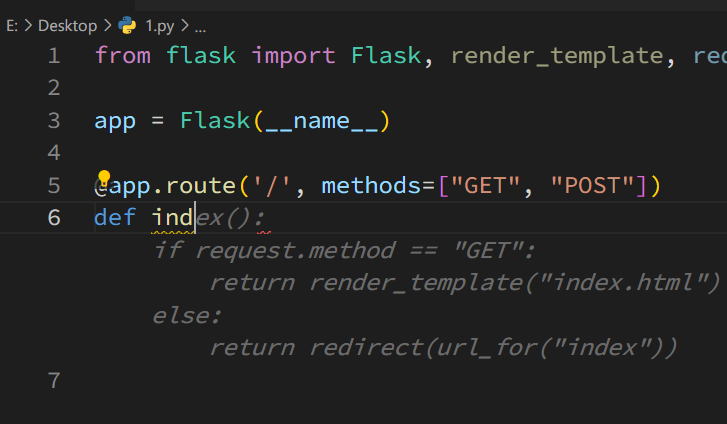 E: > Desktop > 1.py > ...
1 from flask import Flask, render_template,
2
3 app = Flask(__name__)
4
5 @app.route('/', methods=["GET", "POST"])
6 def index():
if request.method == "GET":
return render_template("index.html")
else:
return redirect(url_for("index"))
7